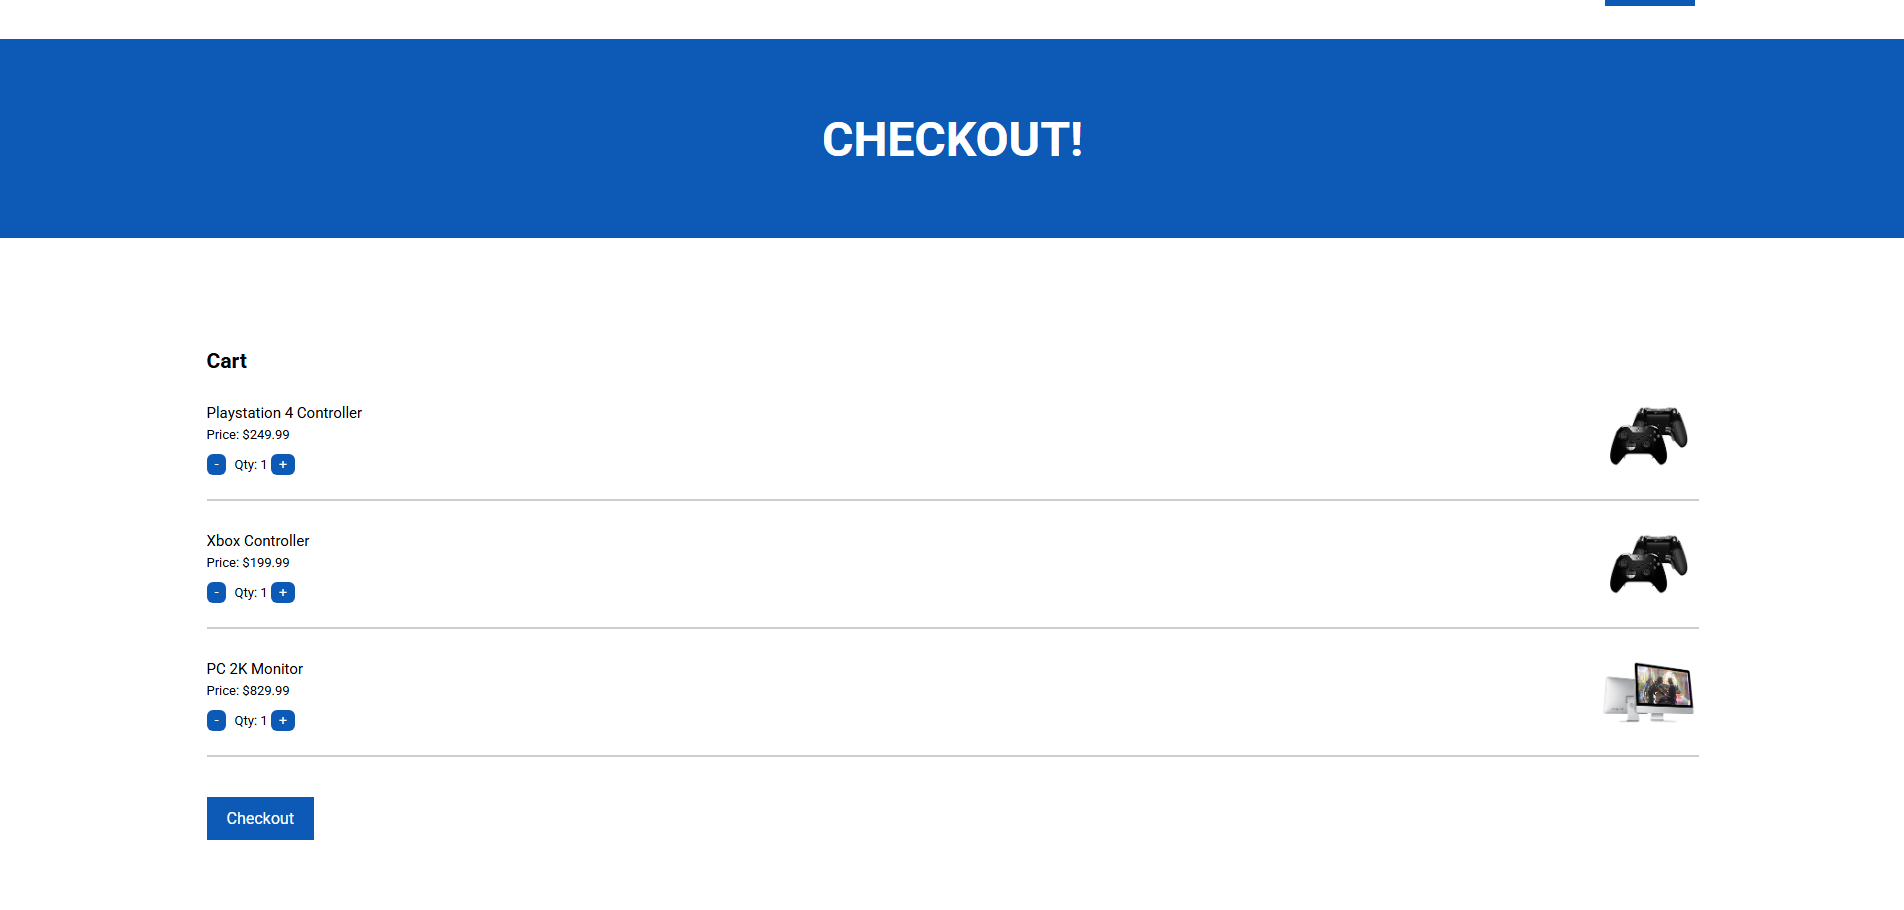 CHECKOUT!
Cart
Playstation 4 Controller
Price: $249.99
- Qty: 1 +
Xbox Controller
Price: $199.99
- Qty: 1 +
PC 2K Monitor
Price: $829.99
- Qty: 1 +
Checkout